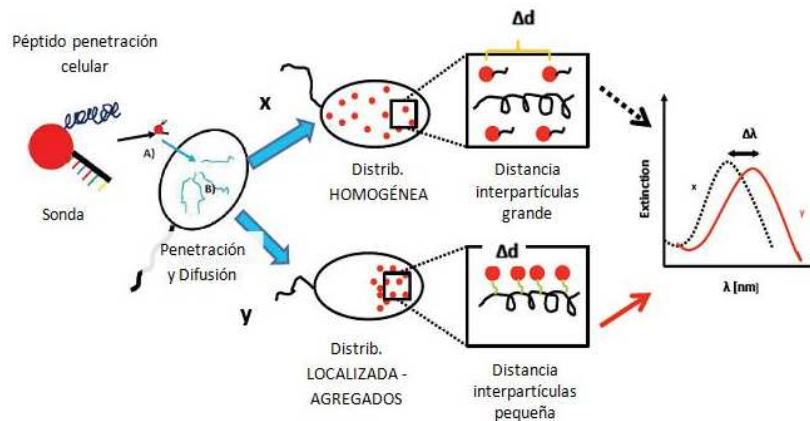 Péptido penetración
celular
Sonda
A)
B)
Penetración
y Difusión
x
Distrib.
HOMOGÉNEA
Δd
Distancia
interpartículas
grande
y
Distrib.
LOCALIZADA -
AGREGADOS
Δd
Distancia
interpartículas
pequeña
Extinction
Δλ
x
y
λ [nm]